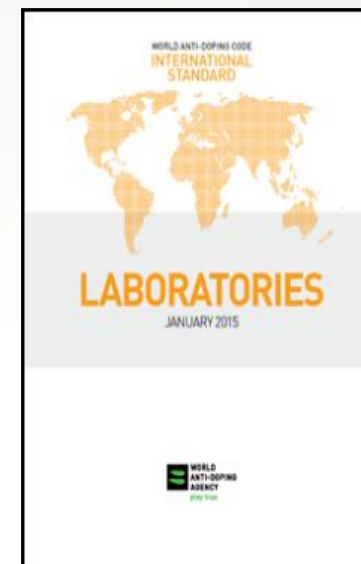 WORLD ANTI-DOPING CODE
INTERNATIONAL
STANDARD
LABORATORIES
JANUARY 2015
WORLD
ANTI-DOPING
AGENCY
play true